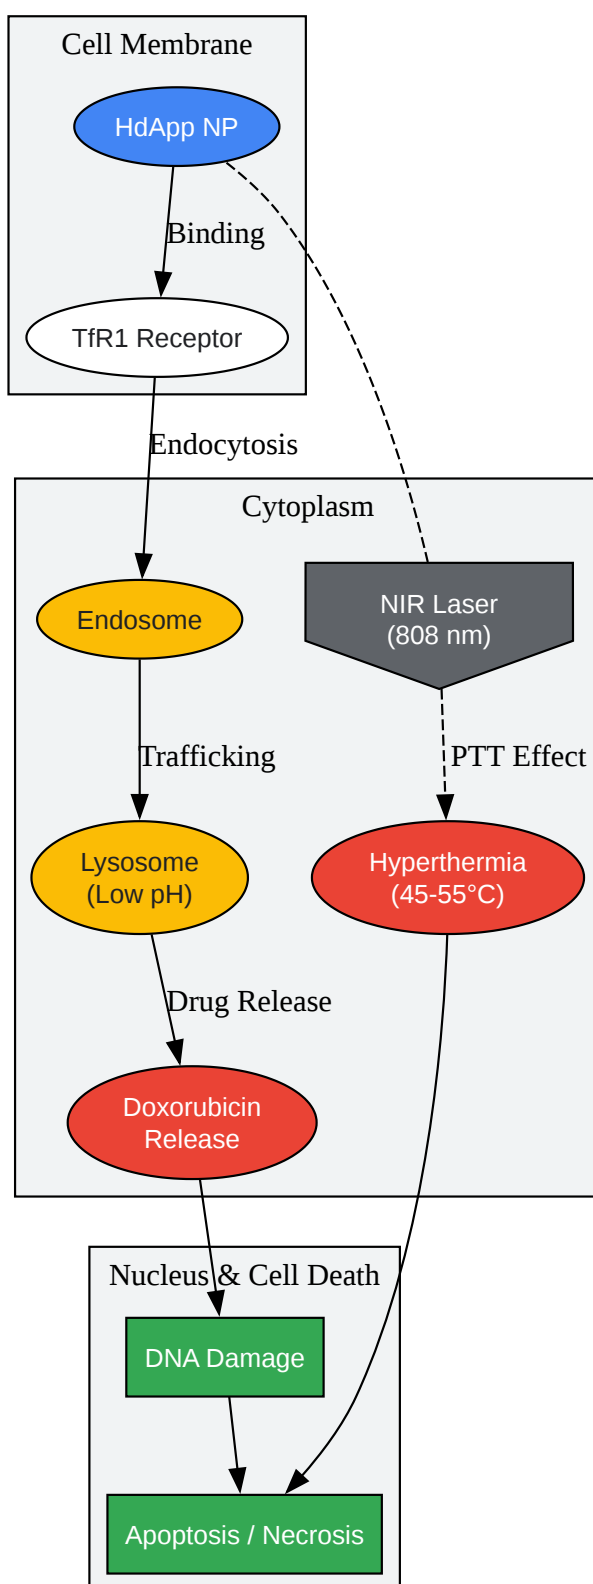 Cell Membrane
HdApp NP
Binding
TfR1 Receptor
Endocytosis
Cytoplasm
Endosome
NIR Laser
(808 nm)
Trafficking
PTT Effect
Lysosome
(Low pH)
Hyperthermia
(45-55°C)
Drug Release
Doxorubicin
Release
Nucleus & Cell Death
DNA Damage
Apoptosis / Necrosis